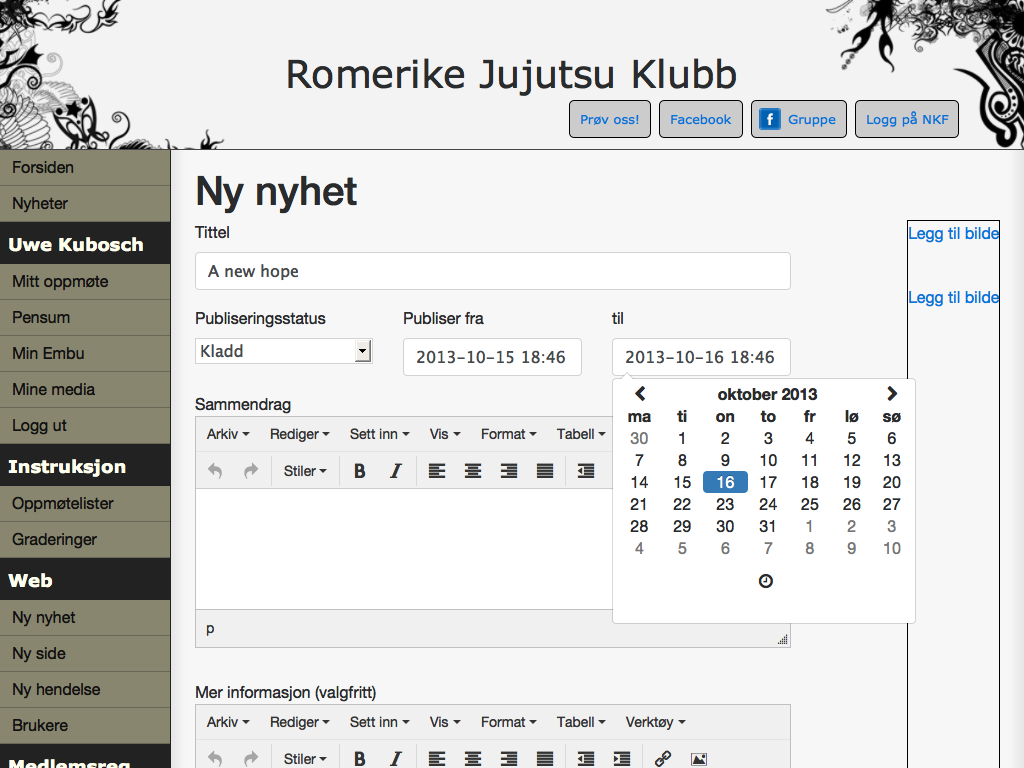 Romerike Jujutsu Klubb
Prøv oss! Facebook Gruppe Logg på NKF
Forsiden
Nyheter
Uwe Kubosch
Mitt oppmøte
Pensum
Min Embu
Mine media
Logg ut
Instruksjon
Oppmøtelister
Graderinger
Web
Ny nyhet
Ny side
Ny hendelse
Brukere
Medlemsreg
Ny nyhet
Tittel
A new hope
Publiseringsstatus Publiser fra til
Kladd 2013-10-15 18:46 2013-10-16 18:46
oktober 2013
ma ti on to fr lø sø
30 1 2 3 4 5 6
7 8 9 10 11 12 13
14 15 16 17 18 19 20
21 22 23 24 25 26 27
28 29 30 31 1 2 3
4 5 6 7 8 9 10
Sammendrag
Arkiv Rediger Sett inn Vis Format Tabell
Stiler B I
p
Mer informasjon (valgfritt)
Arkiv Rediger Sett inn Vis Format Tabell Verktøy
Stiler B I
Legg til bilde
Legg til bilde